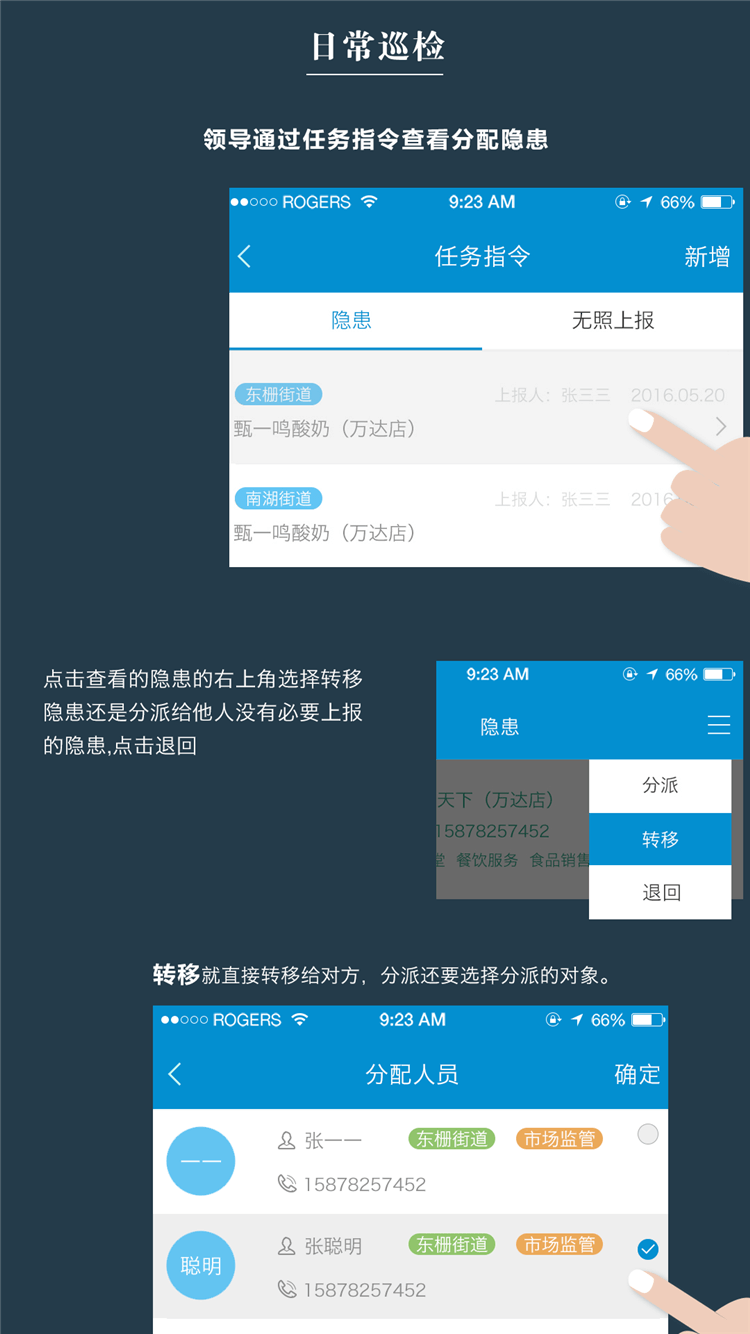 日常巡检
领导通过任务指令查看分配隐患
ROGERS 9:23 AM 66%
任务指令 新增
隐患 无照上报
东栅街道 上报人：张三三 2016.05.20
甄一鸣酸奶（万达店）
南湖街道 上报人：张三三 2016
甄一鸣酸奶（万达店）
点击查看的隐患的右上角选择转移
隐患还是分派给他人没有必要上报
的隐患,点击退回
9:23 AM 66%
隐患
分派
天下（万达店）
15878257452
转移
餐饮服务 食品销售
退回
转移就直接转移给对方，分派还要选择分派的对象。
ROGERS 9:23 AM 66%
分配人员 确定
一一 张一一 东栅街道 市场监管
15878257452
张聪明 东栅街道 市场监管
聪明
15878257452